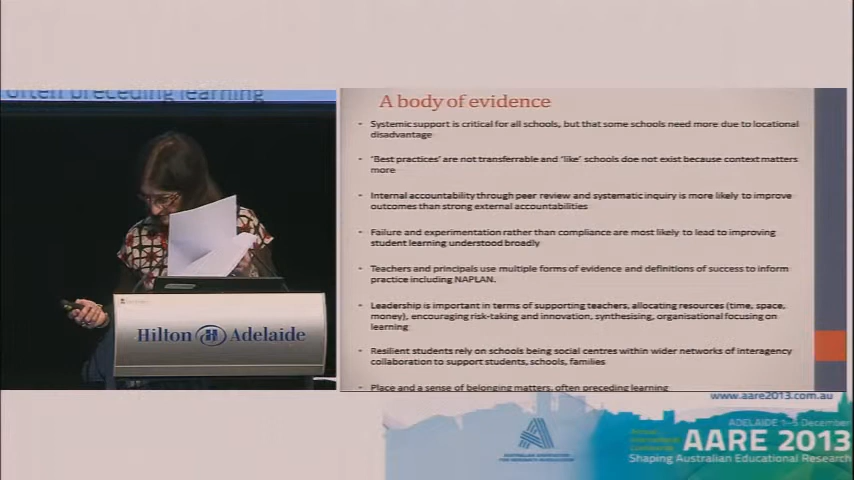 often preceding learning
A body of evidence
• Systemic support is critical for all schools, but that some schools need more due to locational
disadvantage
• 'Best practices' are not transferrable and "like" schools doe not exist because context matters
more
• Internal accountability through peer review and systematic inquiry is more likely to improve
outcomes than strong external accountabilities
• Failure and experimentation rather than compliance are most likely to lead to improving
student learning understood broadly
• Teachers and principals use multiple forms of evidence and definitions of success to inform
practice including NAPLAN.
• Leadership is important in terms of supporting teachers, allocating resources (time, space,
money), encouraging risk-taking and innovation, synthesising, organisational focusing on
learning
• Resilient students rely on schools being social centres within wider networks of interagency
collaboration to support students, schools, families
• Place and a sense of belonging matters, often preceding learning
Hilton H Adelaide
www.aare2013.com.au
ADELAIDE 1-5 December
AARE 2013
Shaping Australian Educational Research